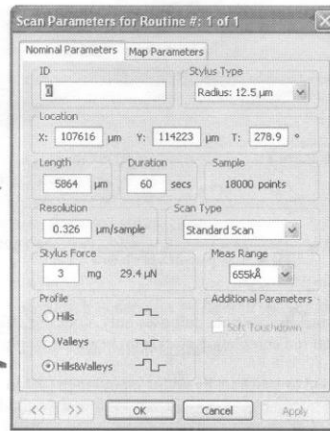 Scan Parameters for Routine #: 1 of 1
Nominal Parameters Map Parameters
ID Stylus Type
Radius: 12.5 µm
Location
X: 107616 µm Y: 114223 µm T: 278.9 °
Length Duration Sample
5864 µm 60 secs 18000 points
Resolution Scan Type
0.326 µm/sample Standard Scan
Stylus Force Meas Range
3 mg 29.4 µN 655kÅ
Profile Additional Parameters
Hills Soft Touchdown
Valleys
Hills&Valleys
<< >> OK Cancel Apply